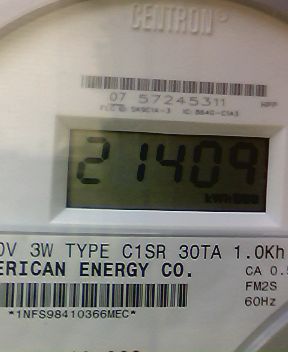 CENTRON
07 57245311
21409
kWh
0V 3W TYPE C1SR 30TA 1.0Kh
ERICAN ENERGY CO.
CA 0.5
FM2S
60Hz
*1NFS98410366MEC*